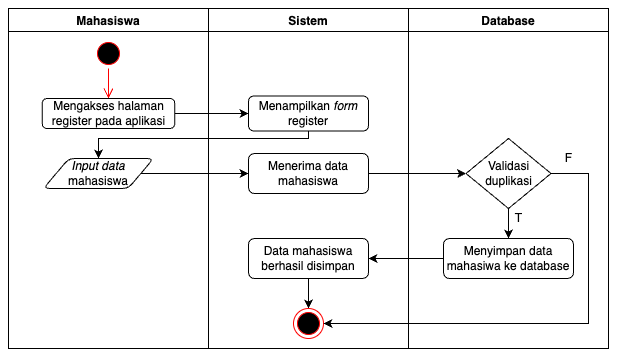 Mahasiswa
Sistem
Database
Mengakses halaman
register pada aplikasi
Menampilkan form
register
Input data
mahasiswa
Menerima data
mahasiswa
Validasi
duplikasi
F
T
Data mahasiswa
berhasil disimpan
Menyimpan data
mahasiwa ke database